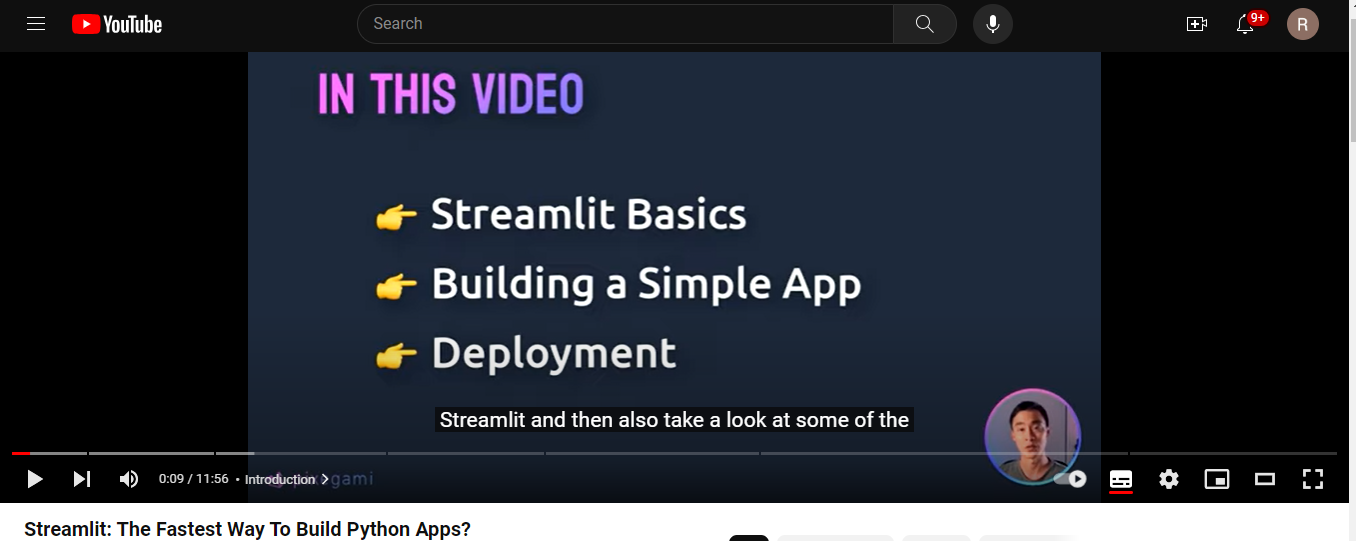 YouTube
Search
9+
R
IN THIS VIDEO
👉 Streamlit Basics
👉 Building a Simple App
👉 Deployment
Streamlit and then also take a look at some of the
0:09 / 11:56 • Introduction >
Streamlit: The Fastest Way To Build Python Apps?